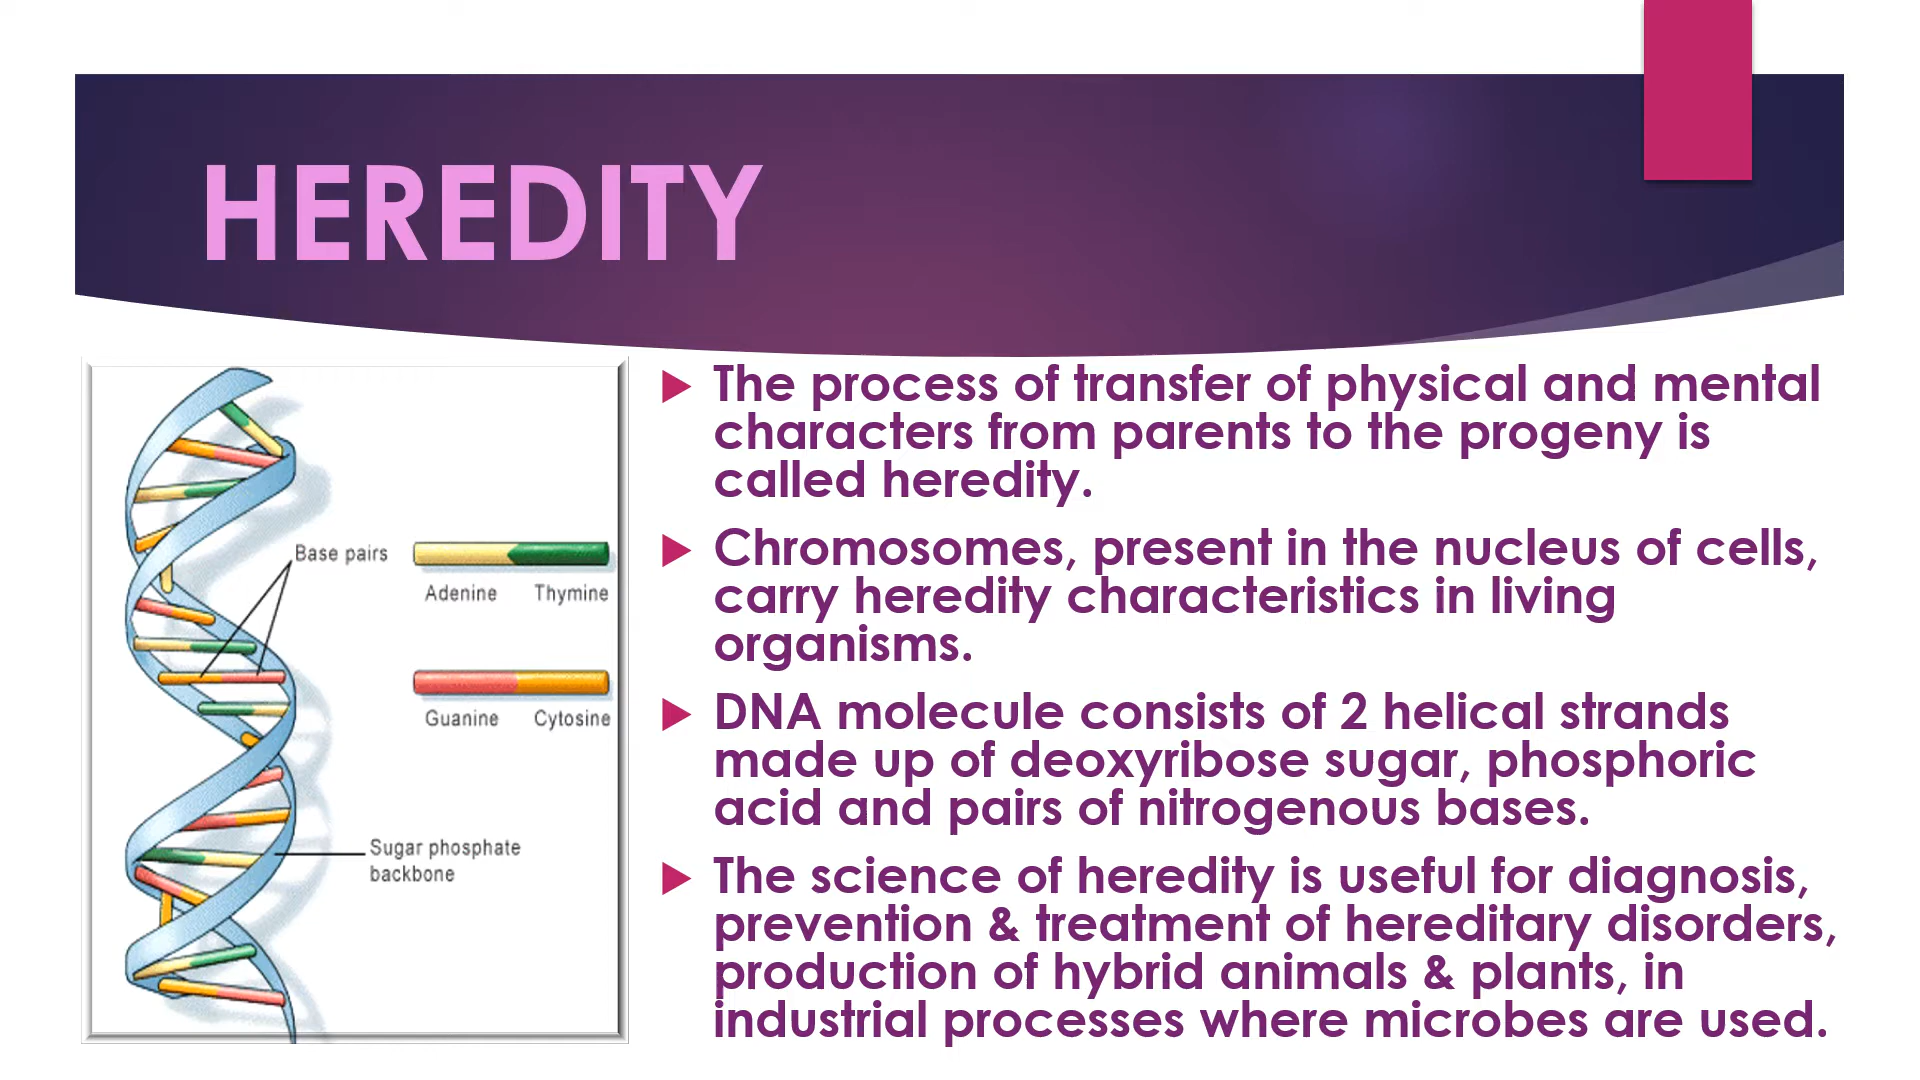 HEREDITY
The process of transfer of physical and mental
characters from parents to the progeny is
called heredity.
Chromosomes, present in the nucleus of cells,
carry heredity characteristics in living
organisms.
DNA molecule consists of 2 helical strands
made up of deoxyribose sugar, phosphoric
acid and pairs of nitrogenous bases.
The science of heredity is useful for diagnosis,
prevention & treatment of hereditary disorders,
production of hybrid animals & plants, in
industrial processes where microbes are used.
Base pairs
Adenine Thymine
Guanine Cytosine
Sugar phosphate
backbone